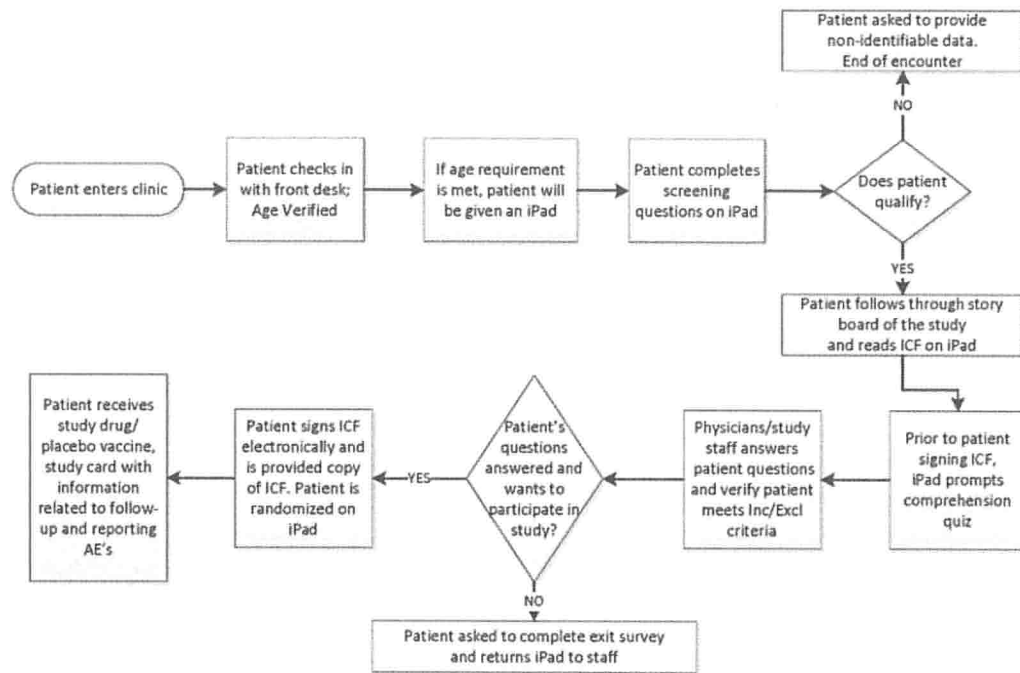 Patient asked to provide
non-identifiable data.
End of encounter
NO
Patient enters clinic
Patient checks in
with front desk;
Age Verified
If age requirement
is met, patient will
be given an iPad
Patient completes
screening
questions on iPad
Does patient
qualify?
YES
Patient follows through story
board of the study
and reads ICF on iPad
Prior to patient
signing ICF,
iPad prompts
comprehension
quiz
Physicians/study
staff answers
patient questions
and verify patient
meets Inc/Excl
criteria
Patient's
questions
answered and
wants to
participate in
study?
YES
Patient signs ICF
electronically and
is provided copy
of ICF. Patient is
randomized on
iPad
Patient receives
study drug/
placebo vaccine,
study card with
information
related to follow-
up and reporting
AE's
NO
Patient asked to complete exit survey
and returns iPad to staff